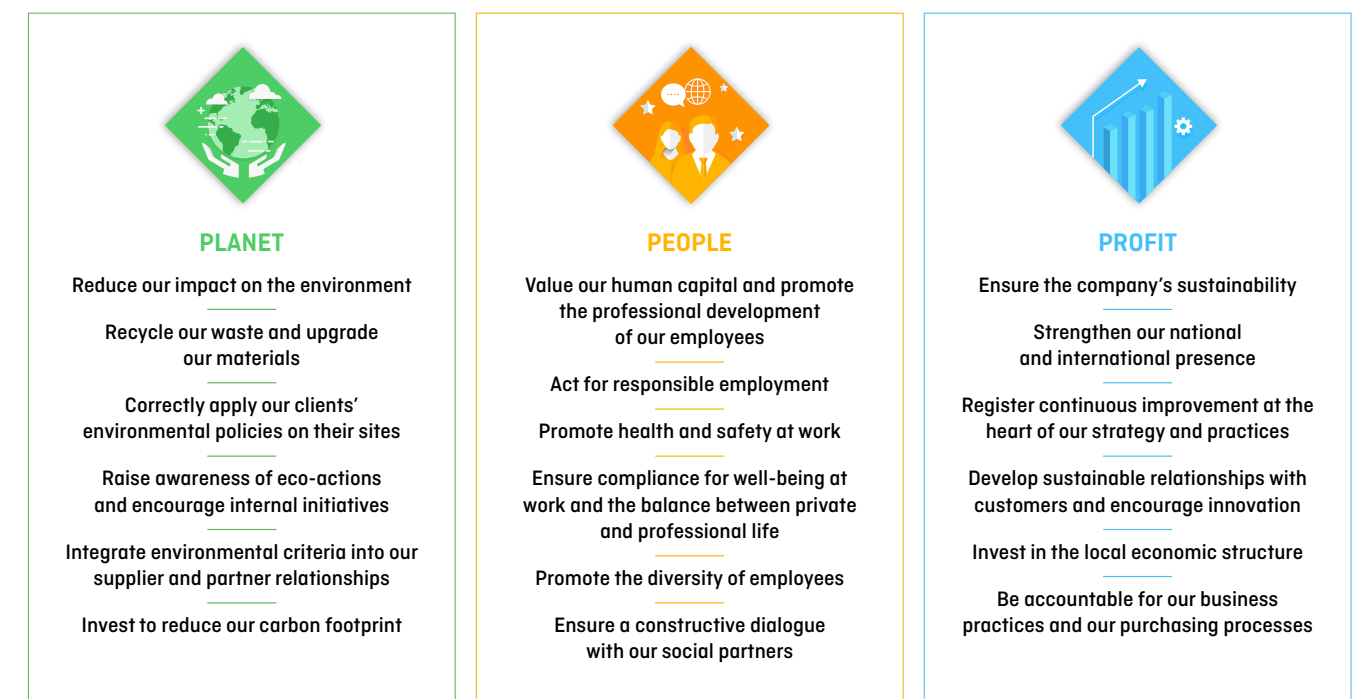 PLANET
Reduce our impact on the environment
Recycle our waste and upgrade
our materials
Correctly apply our clients’
environmental policies on their sites
Raise awareness of eco-actions
and encourage internal initiatives
Integrate environmental criteria into our
supplier and partner relationships
Invest to reduce our carbon footprint
PEOPLE
Value our human capital and promote
the professional development
of our employees
Act for responsible employment
Promote health and safety at work
Ensure compliance for well-being at
work and the balance between private
and professional life
Promote the diversity of employees
Ensure a constructive dialogue
with our social partners
PROFIT
Ensure the company’s sustainability
Strengthen our national
and international presence
Register continuous improvement at the
heart of our strategy and practices
Develop sustainable relationships with
customers and encourage innovation
Invest in the local economic structure
Be accountable for our business
practices and our purchasing processes